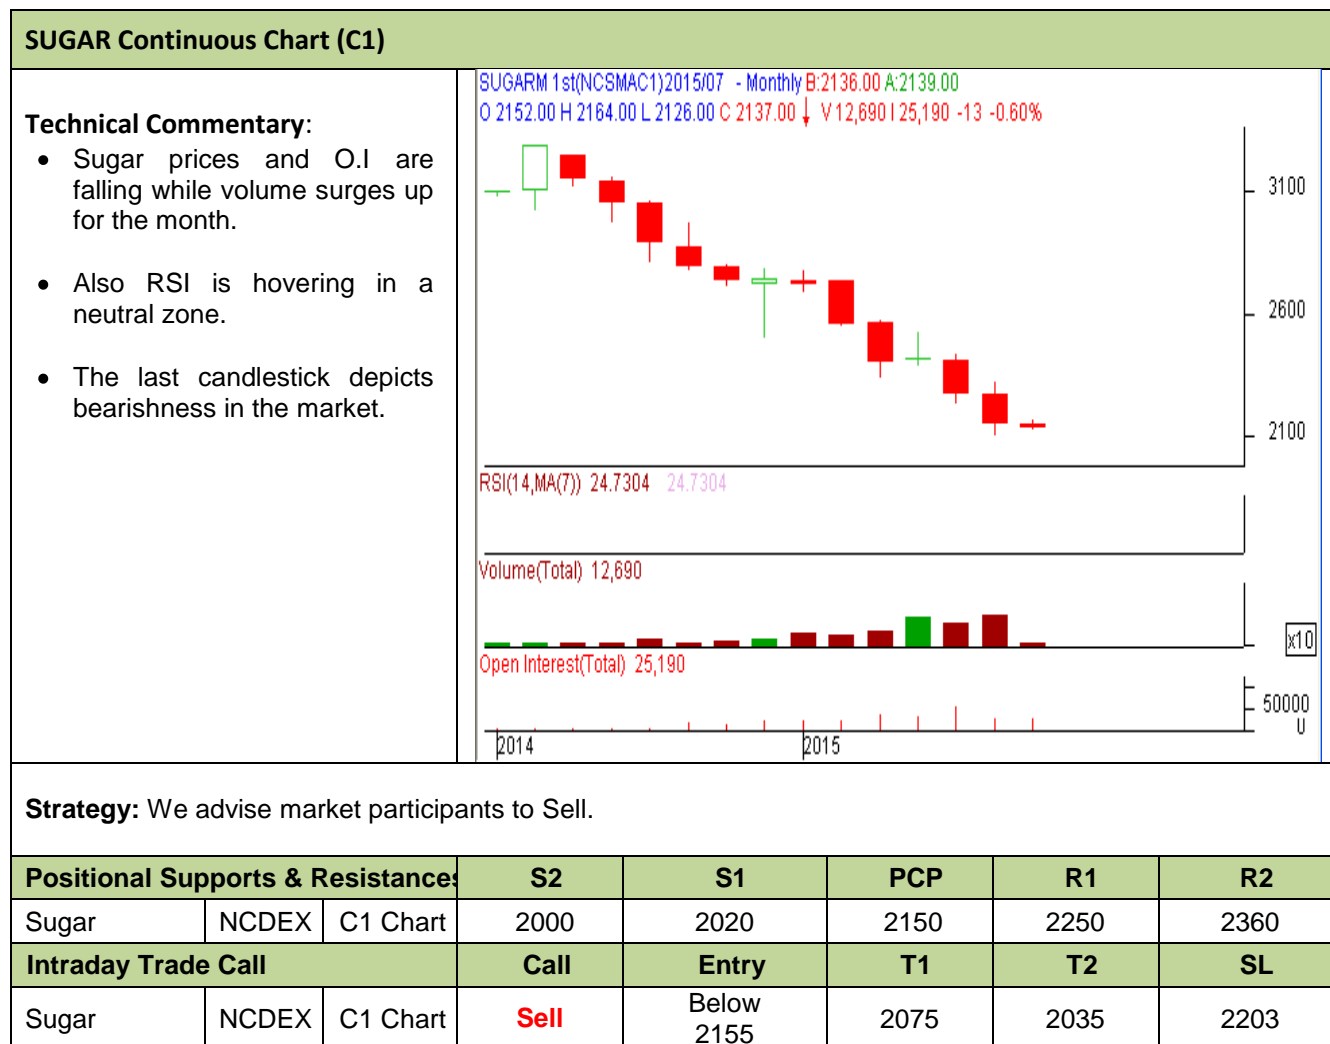 SUGAR Continuous Chart (C1)
Technical Commentary:
• Sugar prices and O.I are
falling while volume surges up
for the month.
• Also RSI is hovering in a
neutral zone.
• The last candlestick depicts
bearishness in the market.
SUGARM 1st(NCSMAC1)2015/07 - Monthly B:2136.00 A:2139.00
O 2152.00 H 2164.00 L 2126.00 C 2137.00 ↓ V 12,690 I 25,190 -13 -0.60%
3100
2600
2100
RSI(14,MA(7)) 24.7304 24.7304
Volume(Total) 12,690
x10
Open Interest(Total) 25,190
50000
0
2014 2015
Strategy: We advise market participants to Sell.
Positional Supports & Resistances S2 S1 PCP R1 R2
Sugar NCDEX C1 Chart 2000 2020 2150 2250 2360
Intraday Trade Call Call Entry T1 T2 SL
Sugar NCDEX C1 Chart Sell Below 2075 2035 2203
2155